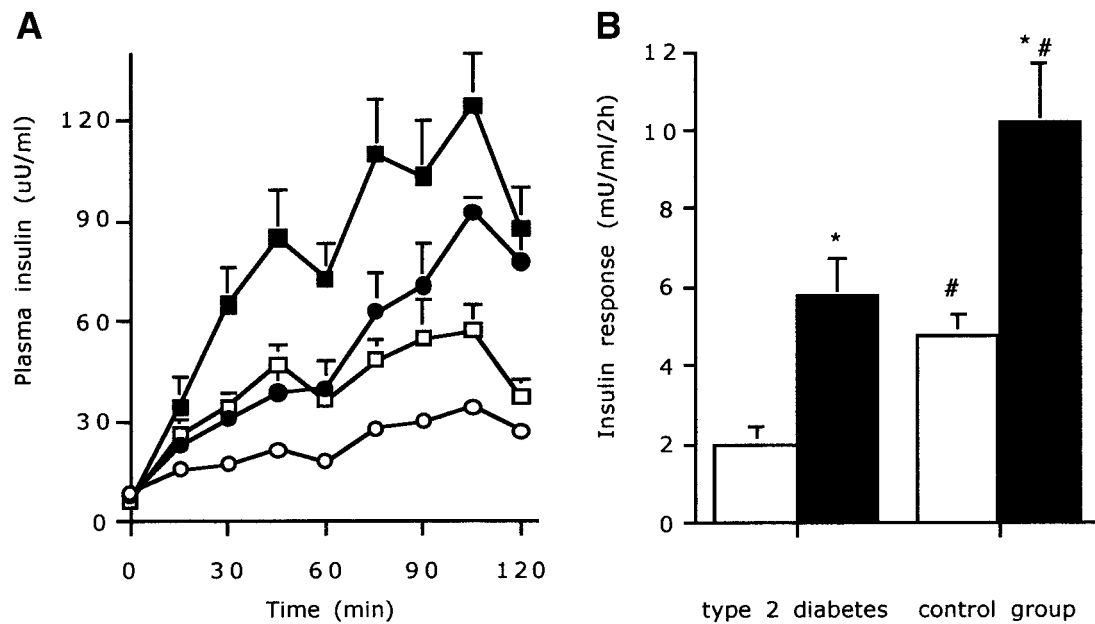 A
Plasma insulin (uU/ml)
120
90
60
30
0
0 30 60 90 120
Time (min)
B
Insulin response (mU/ml/2h)
12
10
8
6
4
2
0
*
#
* #
type 2 diabetes control group